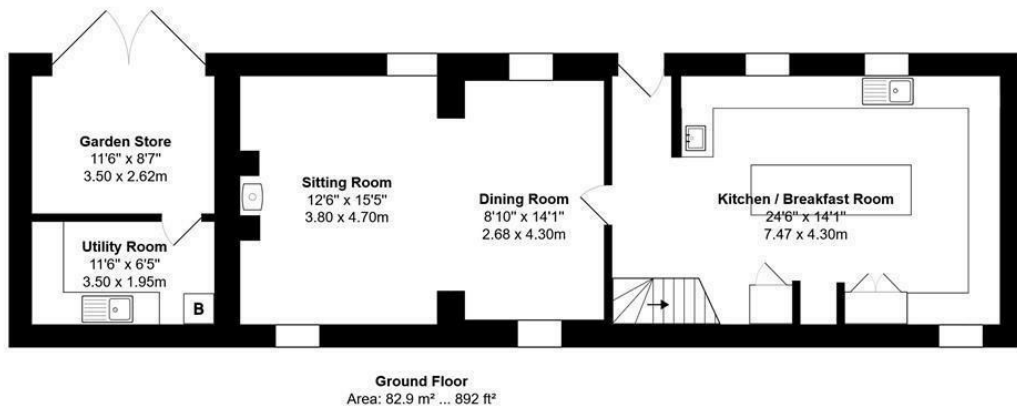 Garden Store
11'6" x 8'7"
3.50 x 2.62m
Sitting Room
12'6" x 15'5"
3.80 x 4.70m
Dining Room
8'10" x 14'1"
2.68 x 4.30m
Kitchen / Breakfast Room
24'6" x 14'1"
7.47 x 4.30m
Utility Room
11'6" x 6'5"
3.50 x 1.95m
B
Ground Floor
Area: 82.9 m² ... 892 ft²